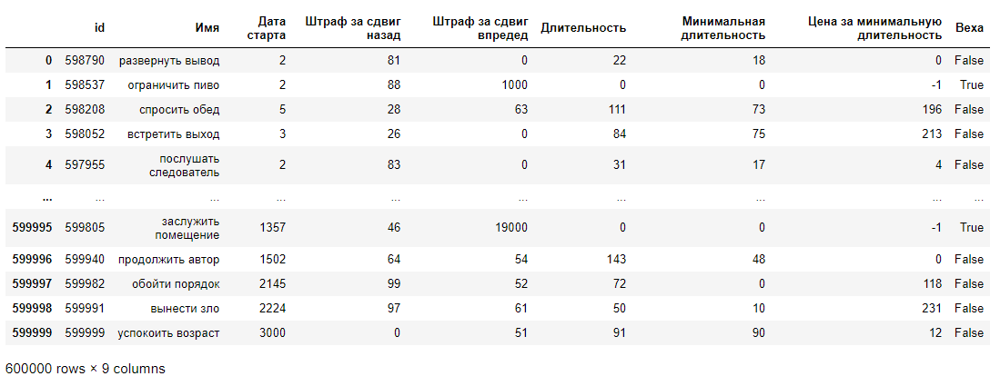 id Имя Дата старта Штраф за сдвиг назад Штраф за сдвиг впредед Длительность Минимальная длительность Цена за минимальную длительность Веха
0 598790 развернуть вывод 2 81 0 22 18 0 False
1 598537 ограничить пиво 2 88 1000 0 0 -1 True
2 598208 спросить обед 5 28 63 111 73 196 False
3 598052 встретить выход 3 26 0 84 75 213 False
4 597955 послушать следователь 2 83 0 31 17 4 False
... ... ... ... ... ... ... ... ... ...
599995 599805 заслужить помещение 1357 46 19000 0 0 -1 True
599996 599940 продолжить автор 1502 64 54 143 48 0 False
599997 599982 обойти порядок 2145 99 52 72 0 118 False
599998 599991 вынести зло 2224 97 61 50 10 231 False
599999 599999 успокоить возраст 3000 0 51 91 90 12 False
600000 rows × 9 columns